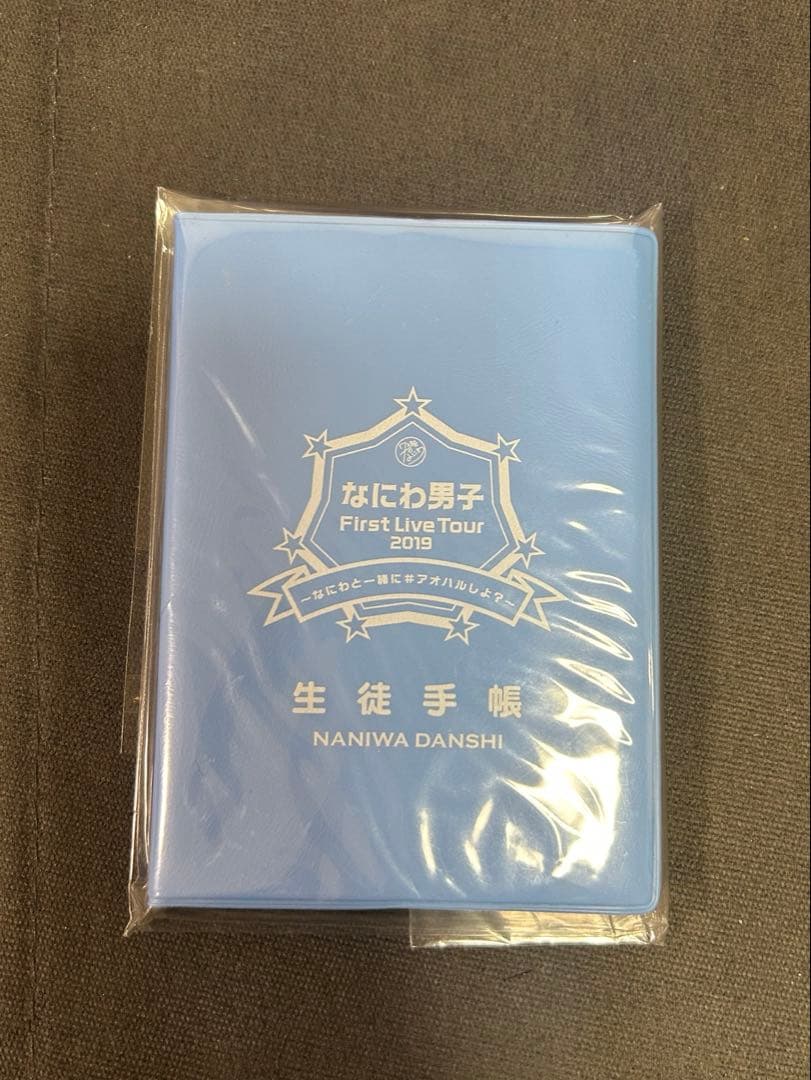 なにわ男子
First Live Tour
2019
～なにわと一緒に#アオハルしよ?～
生徒手帳
NANIWA DANSHI